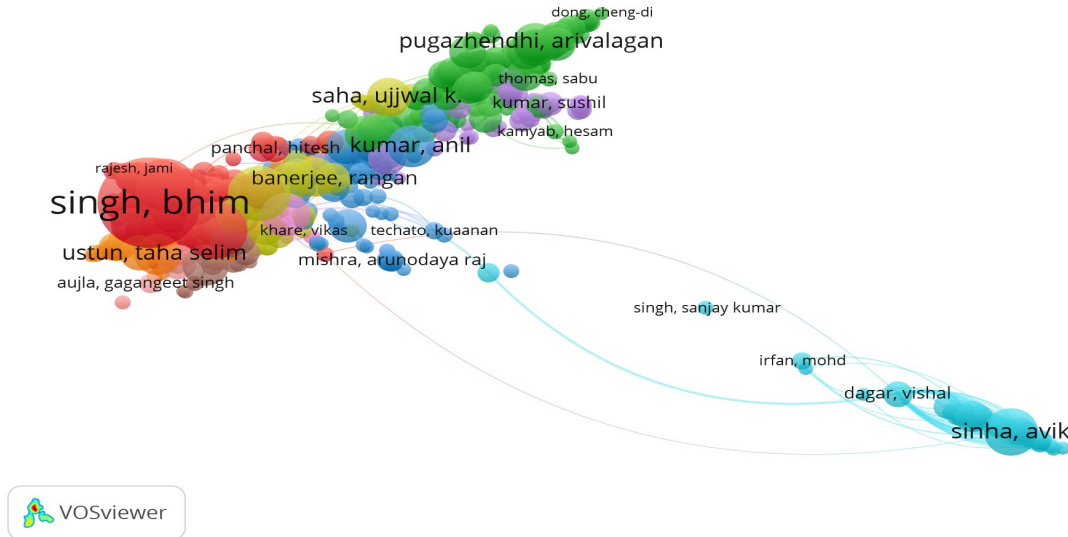 dong, cheng-di
pugazhendhi, arivalagan
thomas, sabu
saha, ujjwal k.
kumar, sushil
kamyab, hesam
panchal, hitesh
kumar, anil
rajesh, jami
banerjee, rangan
singh, bhim
khare, vikas
techato, kuaanan
ustun, taha selim
mishra, arunodaya raj
aujla, gagangeet singh
singh, sanjay kumar
irfan, mohd
dagar, vishal
sinha, avik
VOSviewer